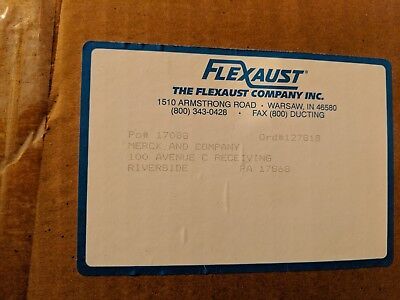 FLEXAUST®
THE FLEXAUST COMPANY INC.
1510 ARMSTRONG ROAD • WARSAW, IN 46580
(800) 343-0428 • FAX (800) DUCTING
Po# 17088 Ord#127818
MERCK AND COMPANY
100 AVENUE C RECEIVING
RIVERSIDE PA 17868